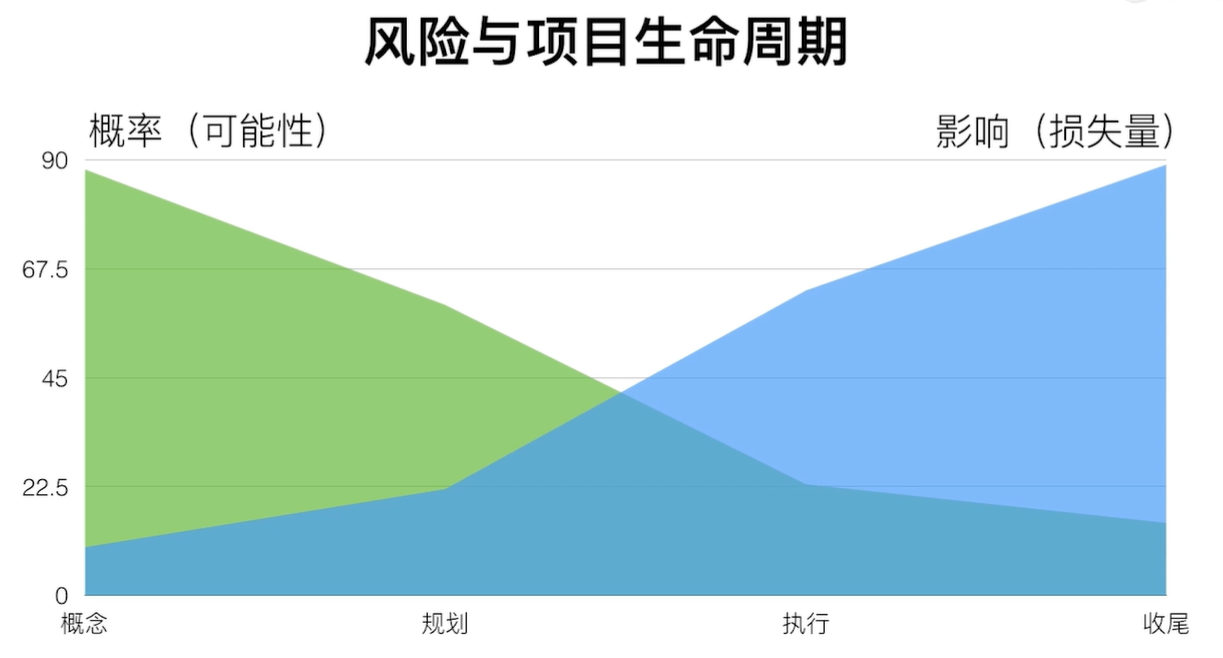 风险与项目生命周期
概率（可能性）
影响（损失量）
90
67.5
45
22.5
0
概念
规划
执行
收尾